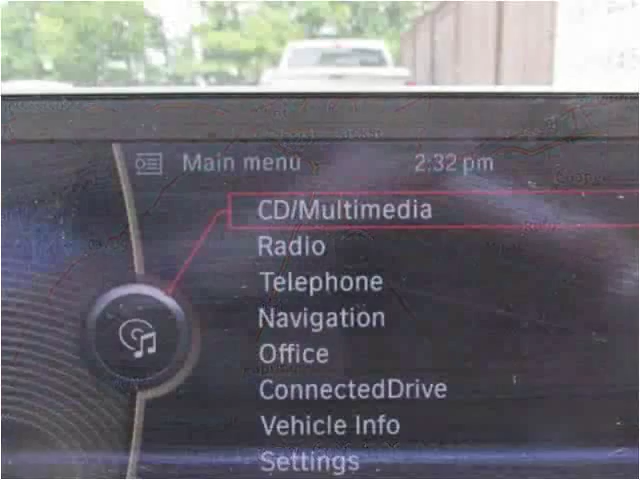 Main menu 2:32 pm
CD/Multimedia
Radio
Telephone
Navigation
Office
ConnectedDrive
Vehicle Info
Settings